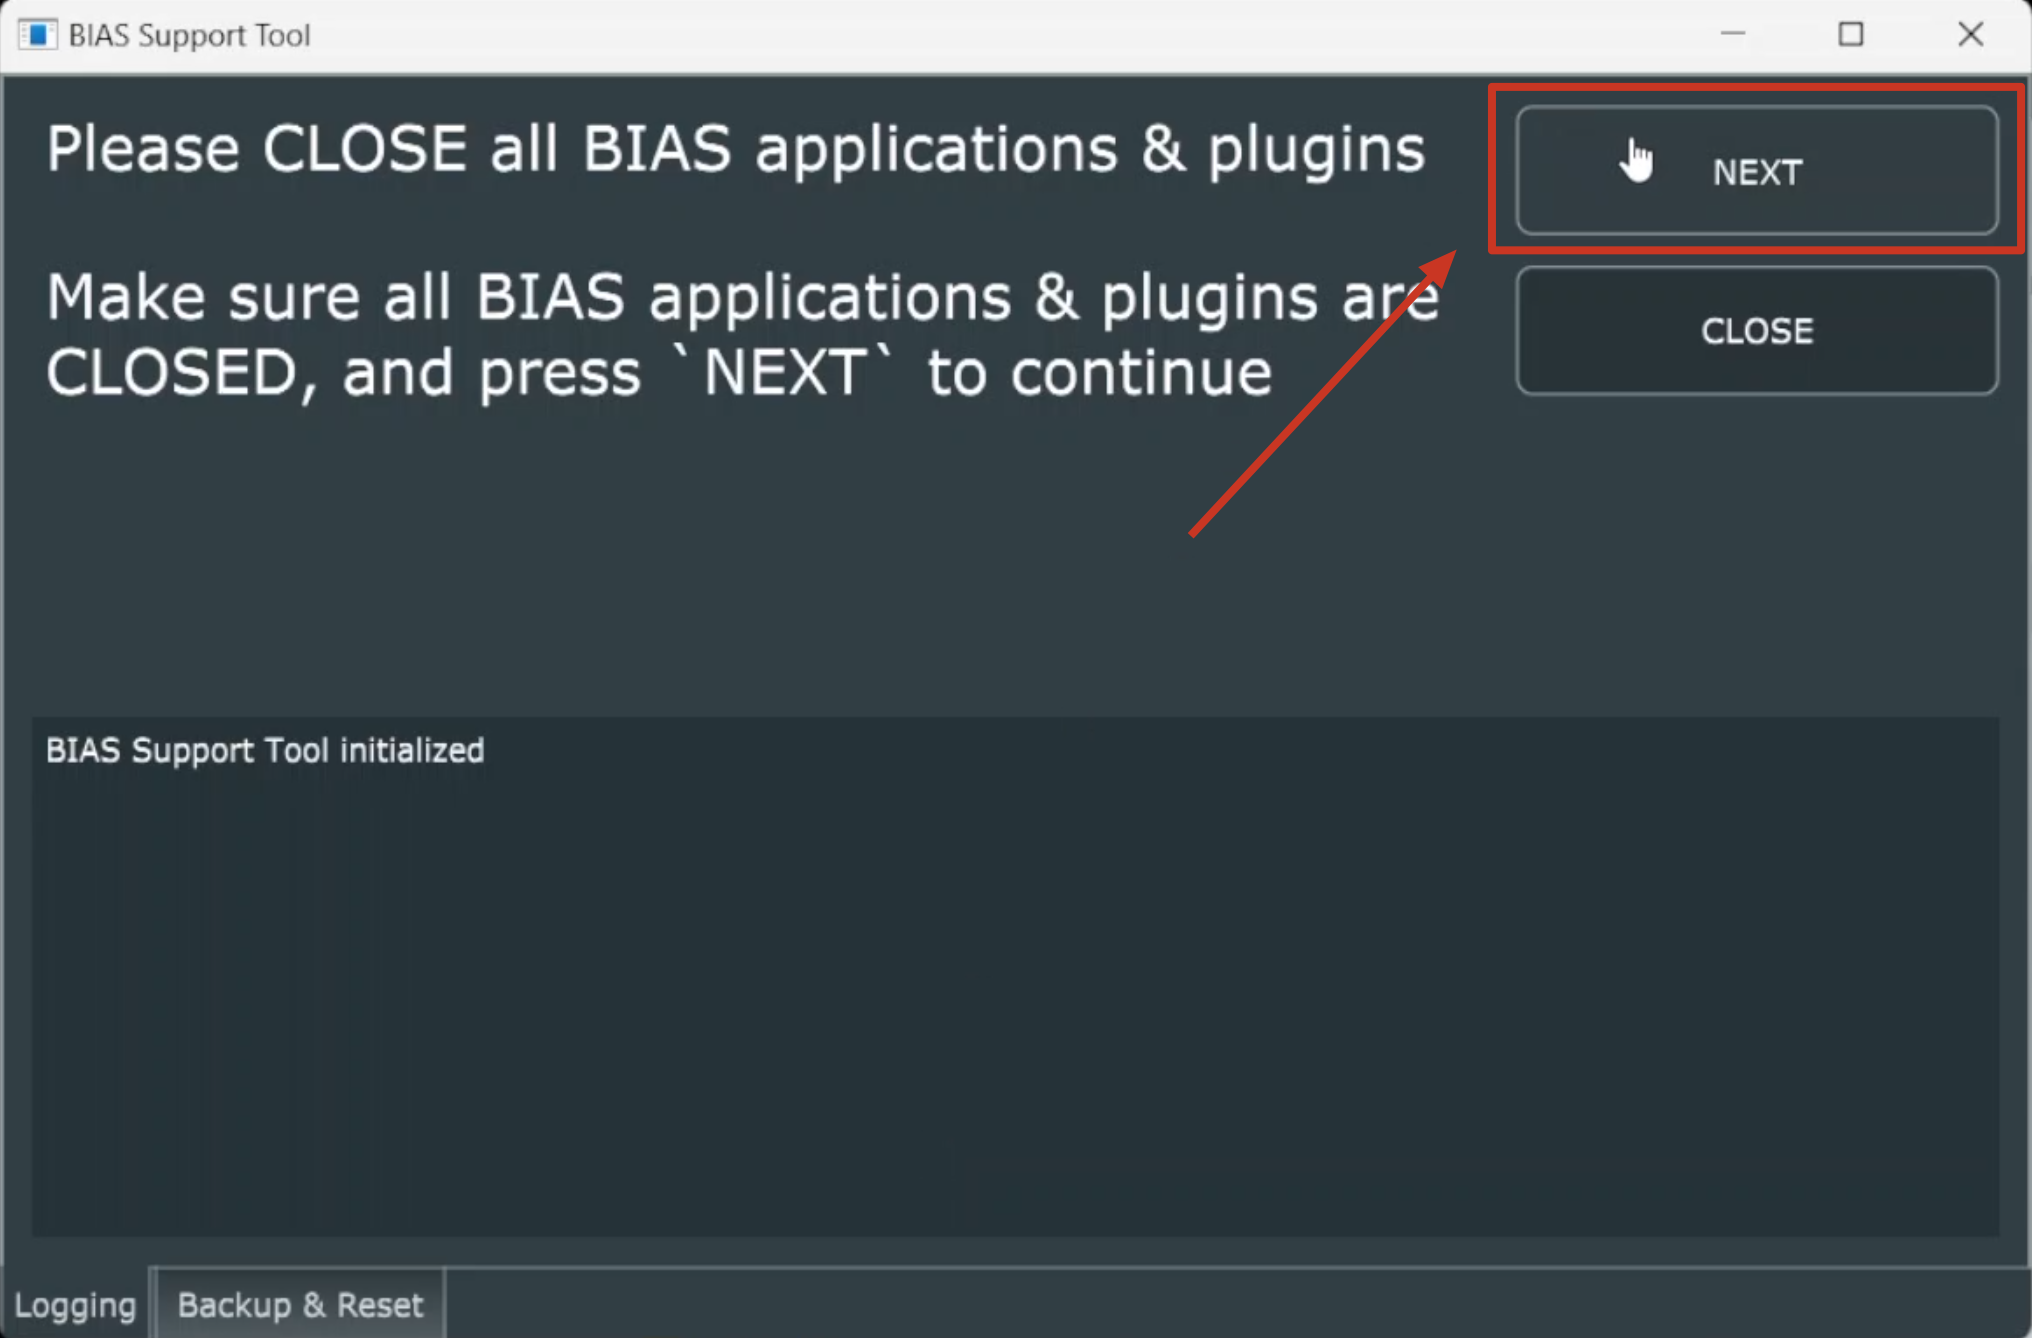 BIAS Support Tool
Please CLOSE all BIAS applications & plugins
NEXT
Make sure all BIAS applications & plugins are
CLOSED, and press `NEXT` to continue
CLOSE
BIAS Support Tool initialized
Logging
Backup & Reset